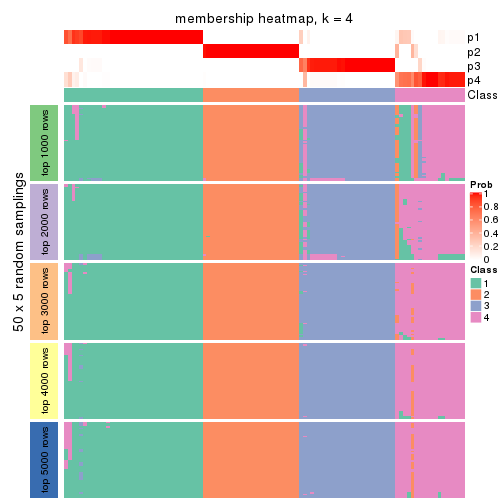 membership heatmap, k = 4
p1
p2
p3
p4
Class
50 x 5 random samplings
top 1000 rows
top 2000 rows
top 3000 rows
top 4000 rows
top 5000 rows
Prob
1
0.8
0.6
0.4
0.2
0
Class
1
2
3
4